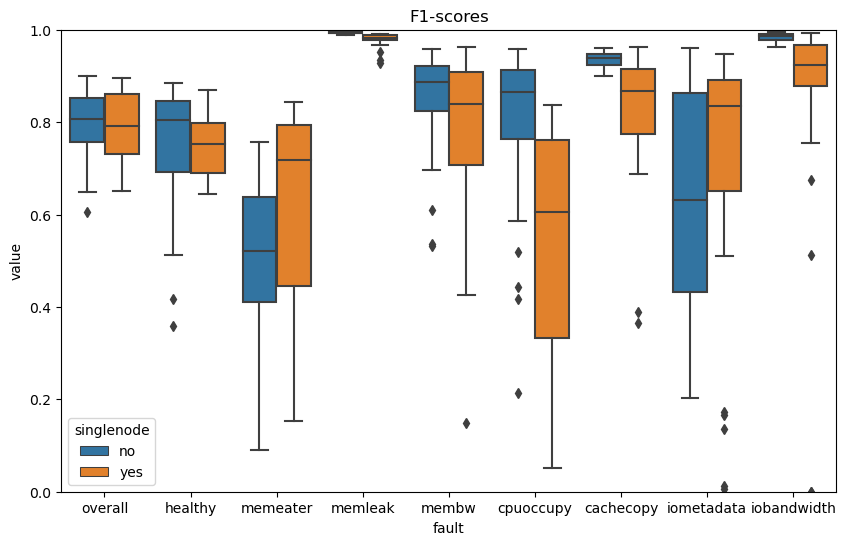 F1-scores
1.0
0.8
0.6
0.4
0.2
0.0
value
singlenode
no
yes
overall healthy memeater memleak membw cpuoccupy cachecopy iometadata iobandwidth
fault